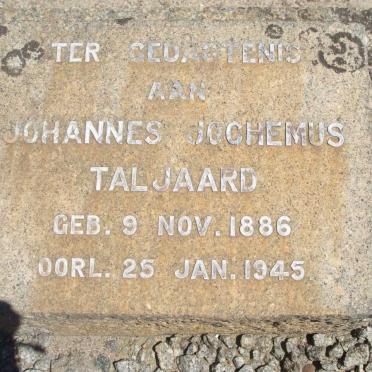 TER GEDAGTENIS
AAN
JOHANNES JOCHEMUS
TALJAARD
GEB. 9 NOV. 1886
OORL. 25 JAN. 1945